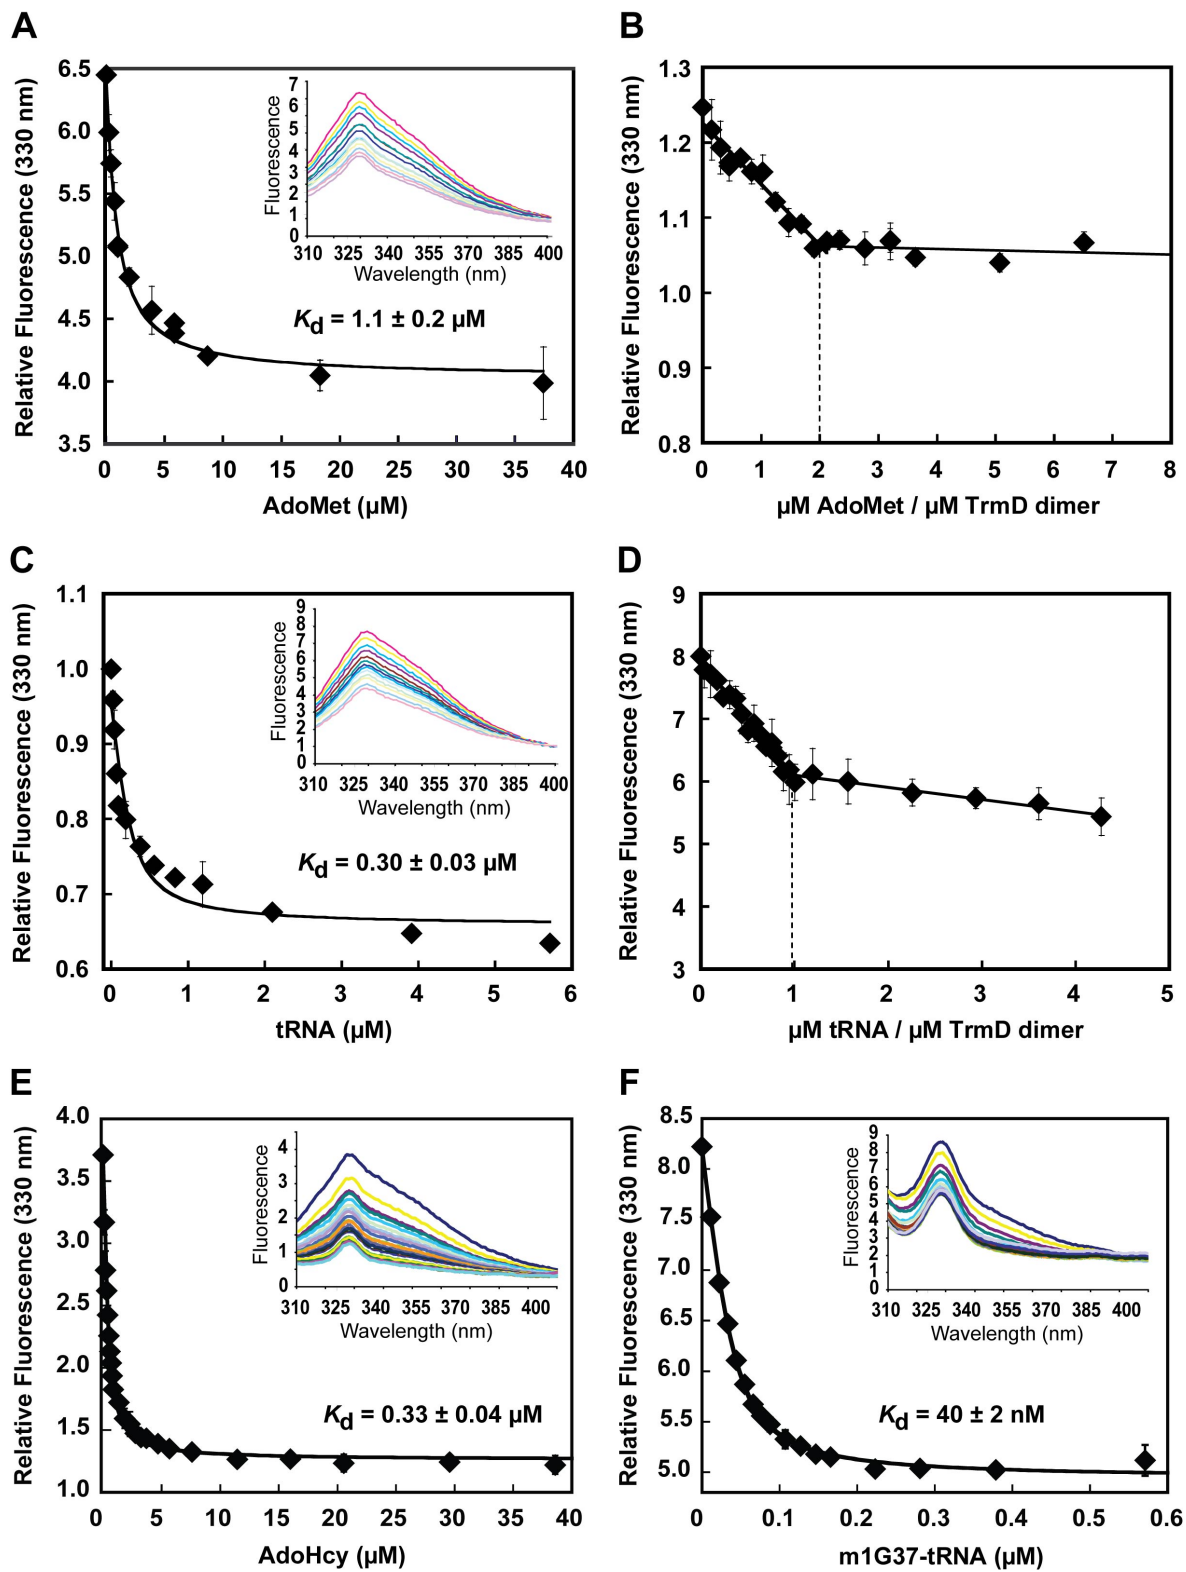 A
Relative Fluorescence (330 nm)
6.5
6.0
5.5
5.0
4.5
4.0
3.5
0 5 10 15 20 25 30 35 40
AdoMet (µM)
Kd = 1.1 ± 0.2 µM
Fluorescence
7
6
5
4
3
2
1
0
310 325 340 355 370 385 400
Wavelength (nm)
B
Relative Fluorescence (330 nm)
1.3
1.2
1.1
1.0
0.9
0.8
0 1 2 3 4 5 6 7 8
µM AdoMet / µM TrmD dimer
C
Relative Fluorescence (330 nm)
1.1
1.0
0.9
0.8
0.7
0.6
0 1 2 3 4 5 6
tRNA (µM)
Kd = 0.30 ± 0.03 µM
Fluorescence
9
8
7
6
5
4
3
2
1
0
310 325 340 355 370 385 400
Wavelength (nm)
D
Relative Fluorescence (330 nm)
9
8
7
6
5
4
3
0 1 2 3 4 5
µM tRNA / µM TrmD dimer
E
Relative Fluorescence (330 nm)
4.0
3.5
3.0
2.5
2.0
1.5
1.0
0 5 10 15 20 25 30 35 40
AdoHcy (µM)
Kd = 0.33 ± 0.04 µM
Fluorescence
4
3
2
1
0
310 325 340 355 370 385 400
Wavelength (nm)
F
Relative Fluorescence (330 nm)
8.5
8.0
7.5
7.0
6.5
6.0
5.5
5.0
0 0.1 0.2 0.3 0.4 0.5 0.6
m1G37-tRNA (µM)
Kd = 40 ± 2 nM
Fluorescence
9
8
7
6
5
4
3
2
1
0
310 325 340 355 370 385 400
Wavelength (nm)